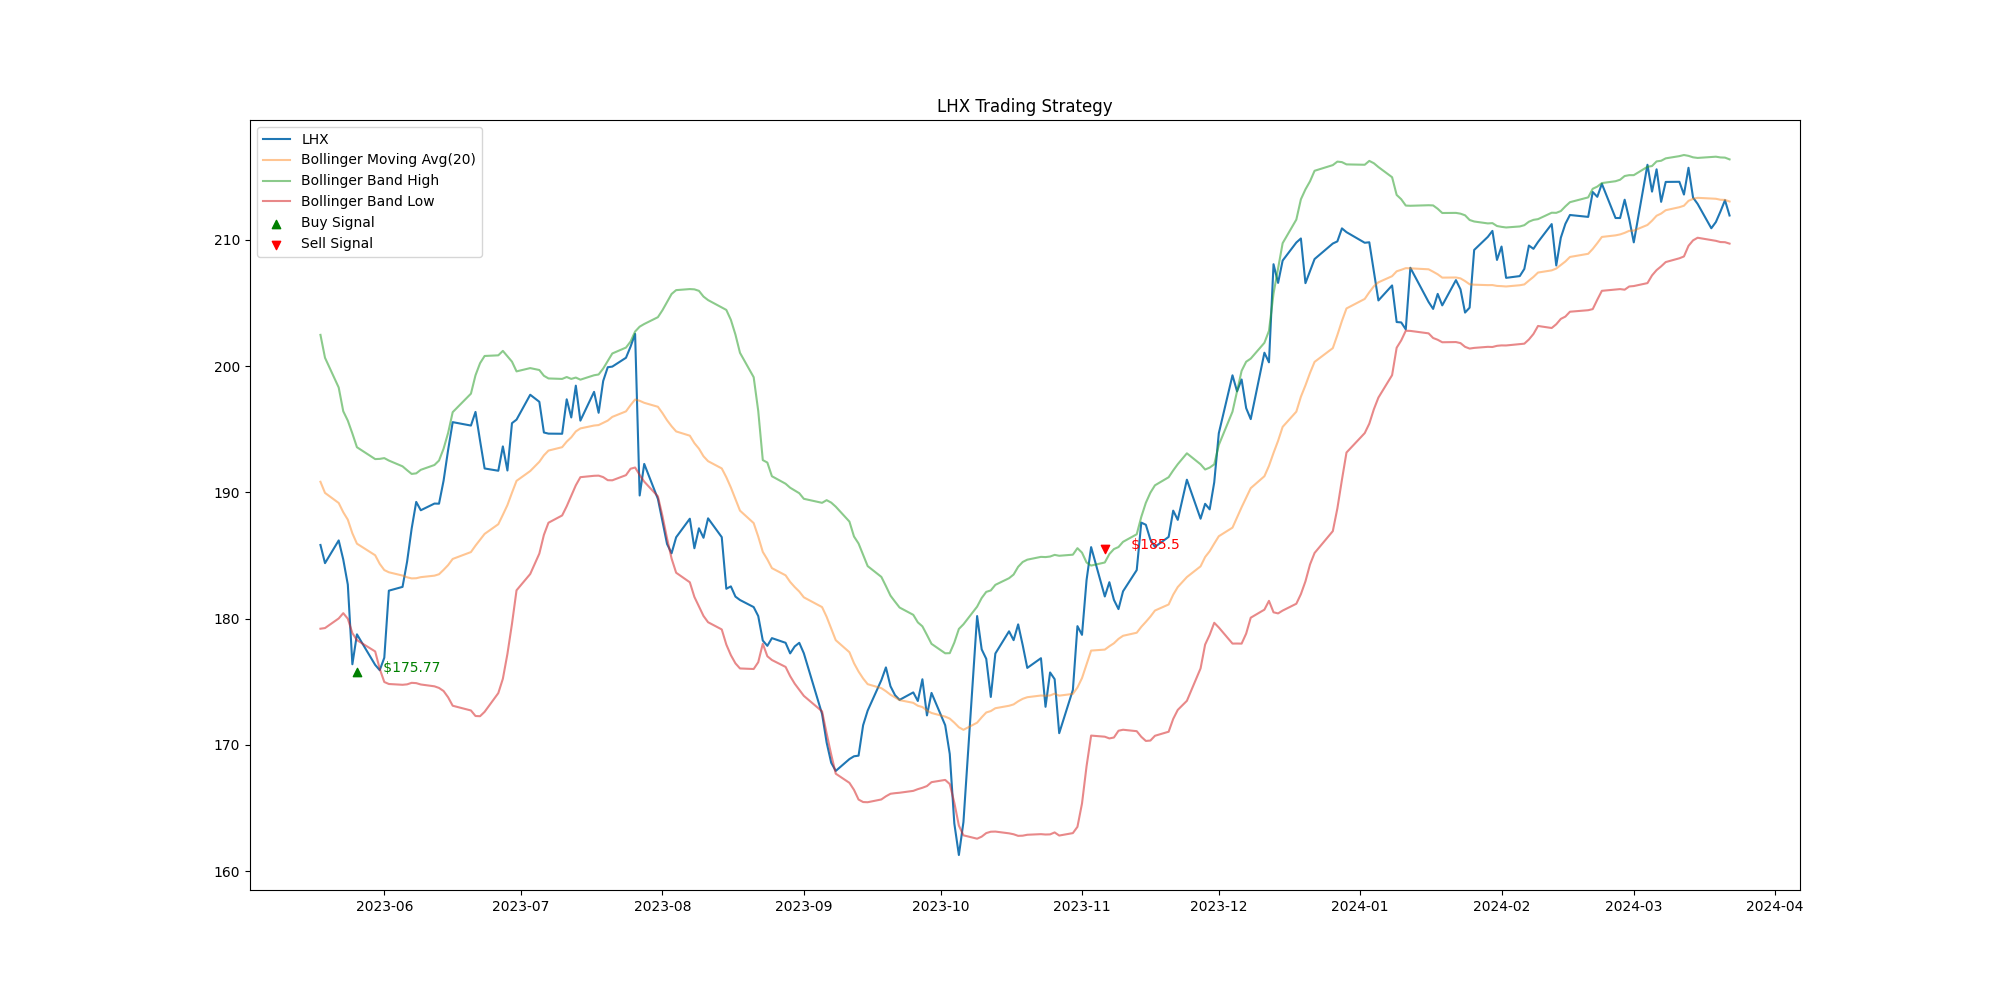 LHX Trading Strategy
LHX
Bollinger Moving Avg(20)
Bollinger Band High
Bollinger Band Low
Buy Signal
Sell Signal
210
200
190
180
170
160
$175.77
$185.5
2023-06 2023-07 2023-08 2023-09 2023-10 2023-11 2023-12 2024-01 2024-02 2024-03 2024-04